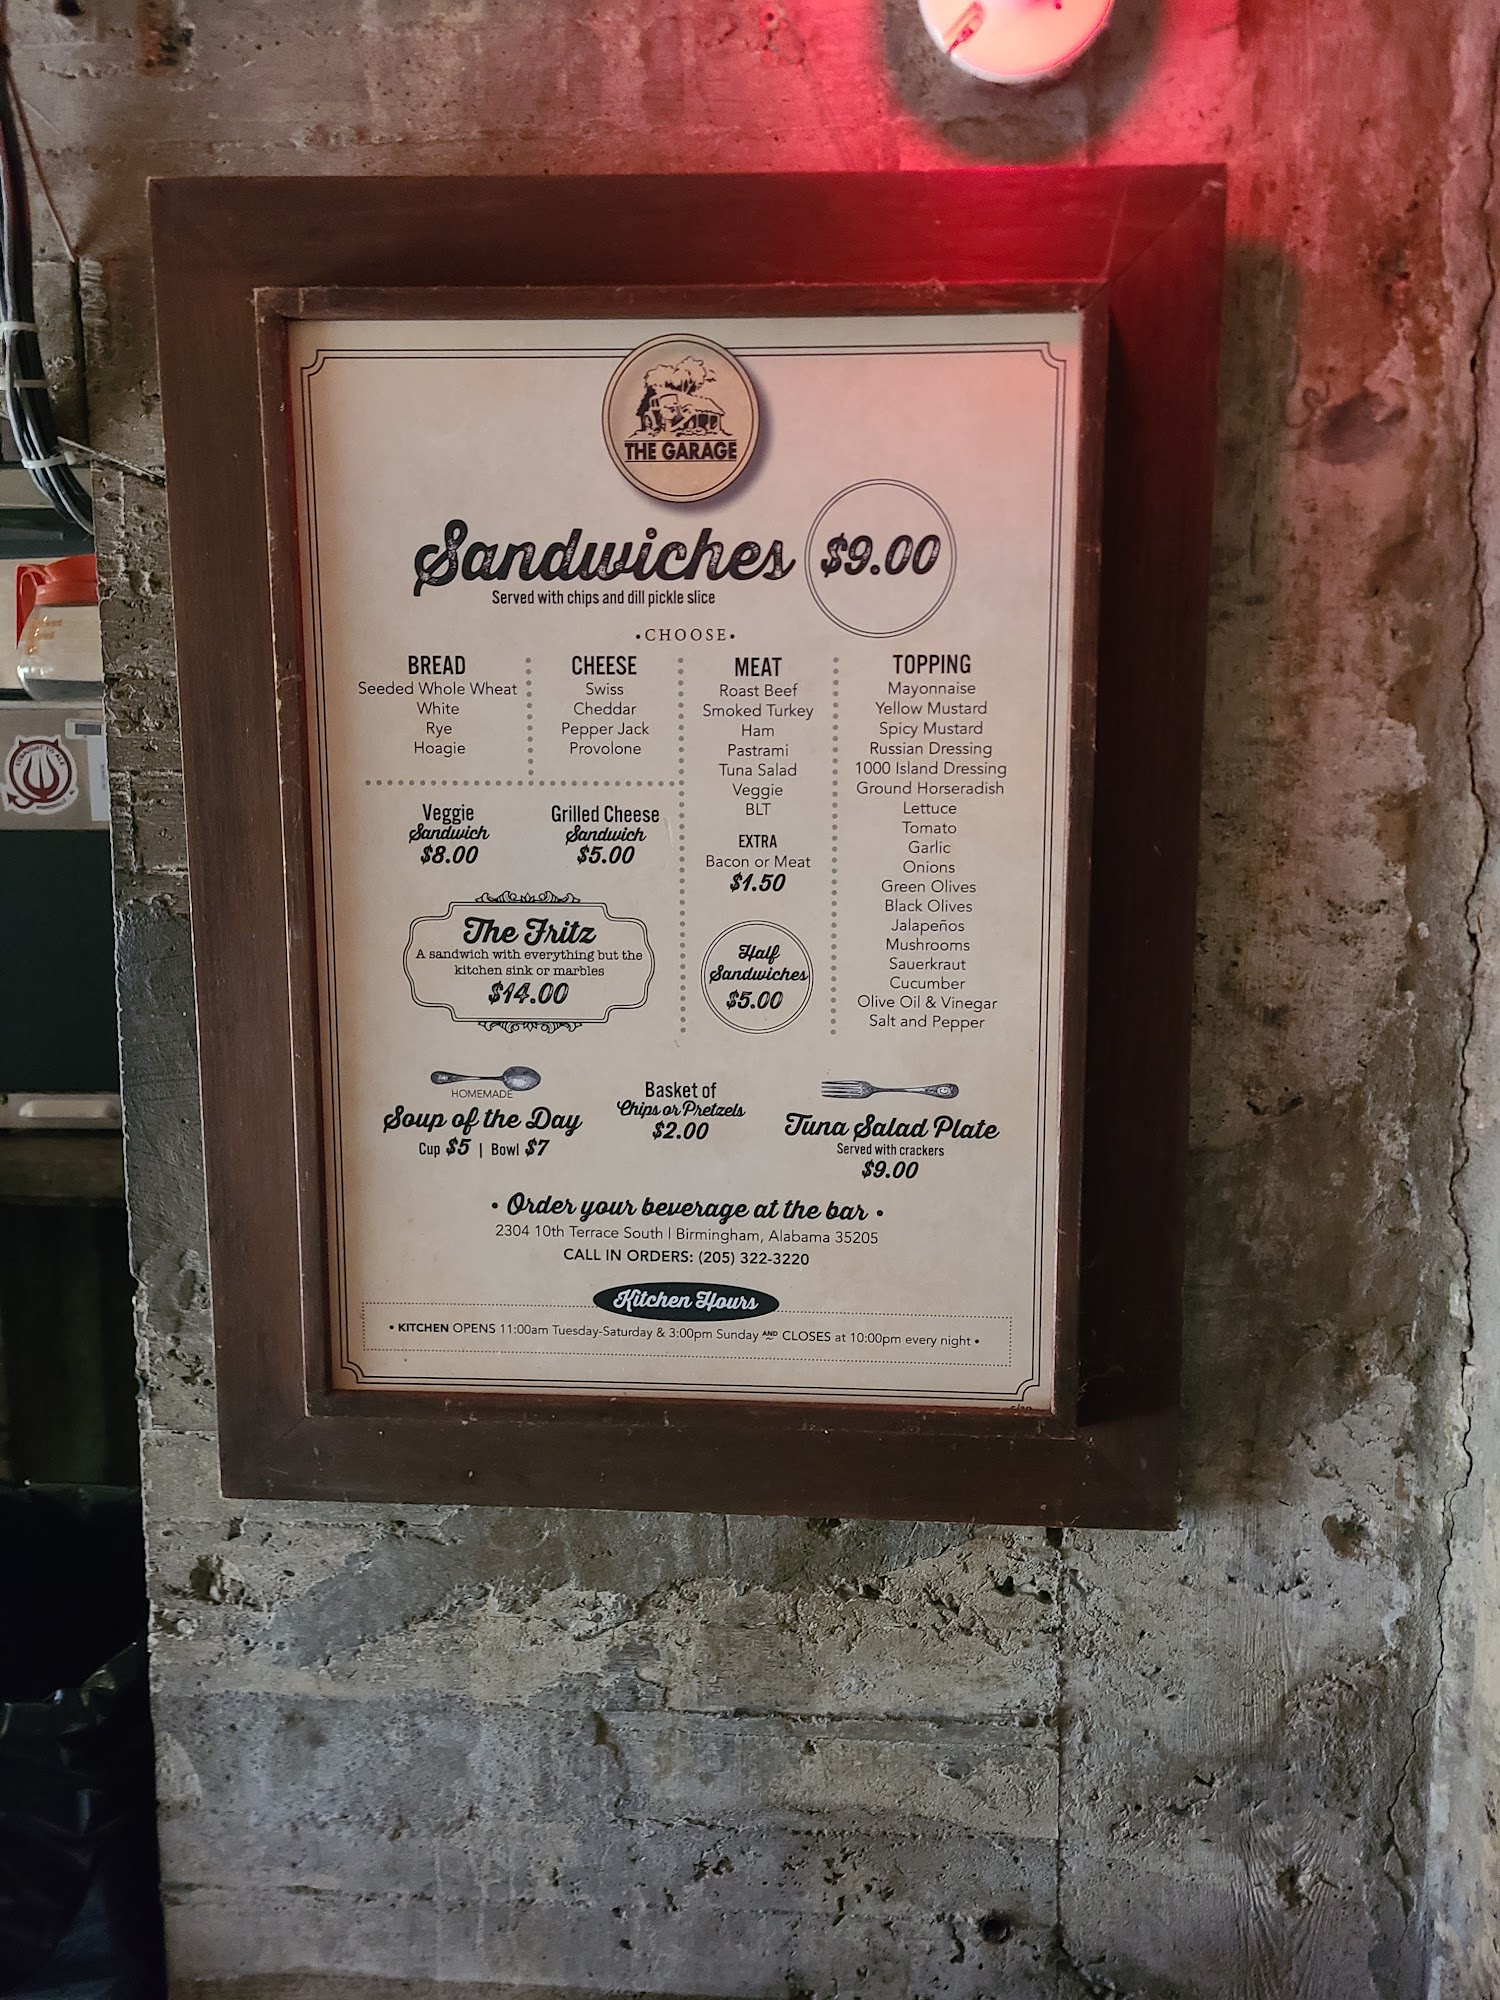 THE GARAGE
Sandwiches $9.00
Served with chips and dill pickle slice
•CHOOSE•
BREAD
Seeded Whole Wheat
White
Rye
Hoagie
CHEESE
Swiss
Cheddar
Pepper Jack
Provolone
MEAT
Roast Beef
Smoked Turkey
Ham
Pastrami
Tuna Salad
Veggie
BLT
EXTRA
Bacon or Meat
$1.50
Half
Sandwiches
$5.00
TOPPING
Mayonnaise
Yellow Mustard
Spicy Mustard
Russian Dressing
1000 Island Dressing
Ground Horseradish
Lettuce
Tomato
Garlic
Onions
Green Olives
Black Olives
Jalapeños
Mushrooms
Sauerkraut
Cucumber
Olive Oil & Vinegar
Salt and Pepper
Veggie
Sandwich
$8.00
Grilled Cheese
Sandwich
$5.00
The Fritz
A sandwich with everything but the
kitchen sink or marbles
$14.00
HOMEMADE
Soup of the Day
Cup $5 | Bowl $7
Basket of
Chips or Pretzels
$2.00
Tuna Salad Plate
Served with crackers
$9.00
• Order your beverage at the bar •
2304 10th Terrace South | Birmingham, Alabama 35205
CALL IN ORDERS: (205) 322-3220
Kitchen Hours
• KITCHEN OPENS 11:00am Tuesday-Saturday & 3:00pm Sunday AND CLOSES at 10:00pm every night •